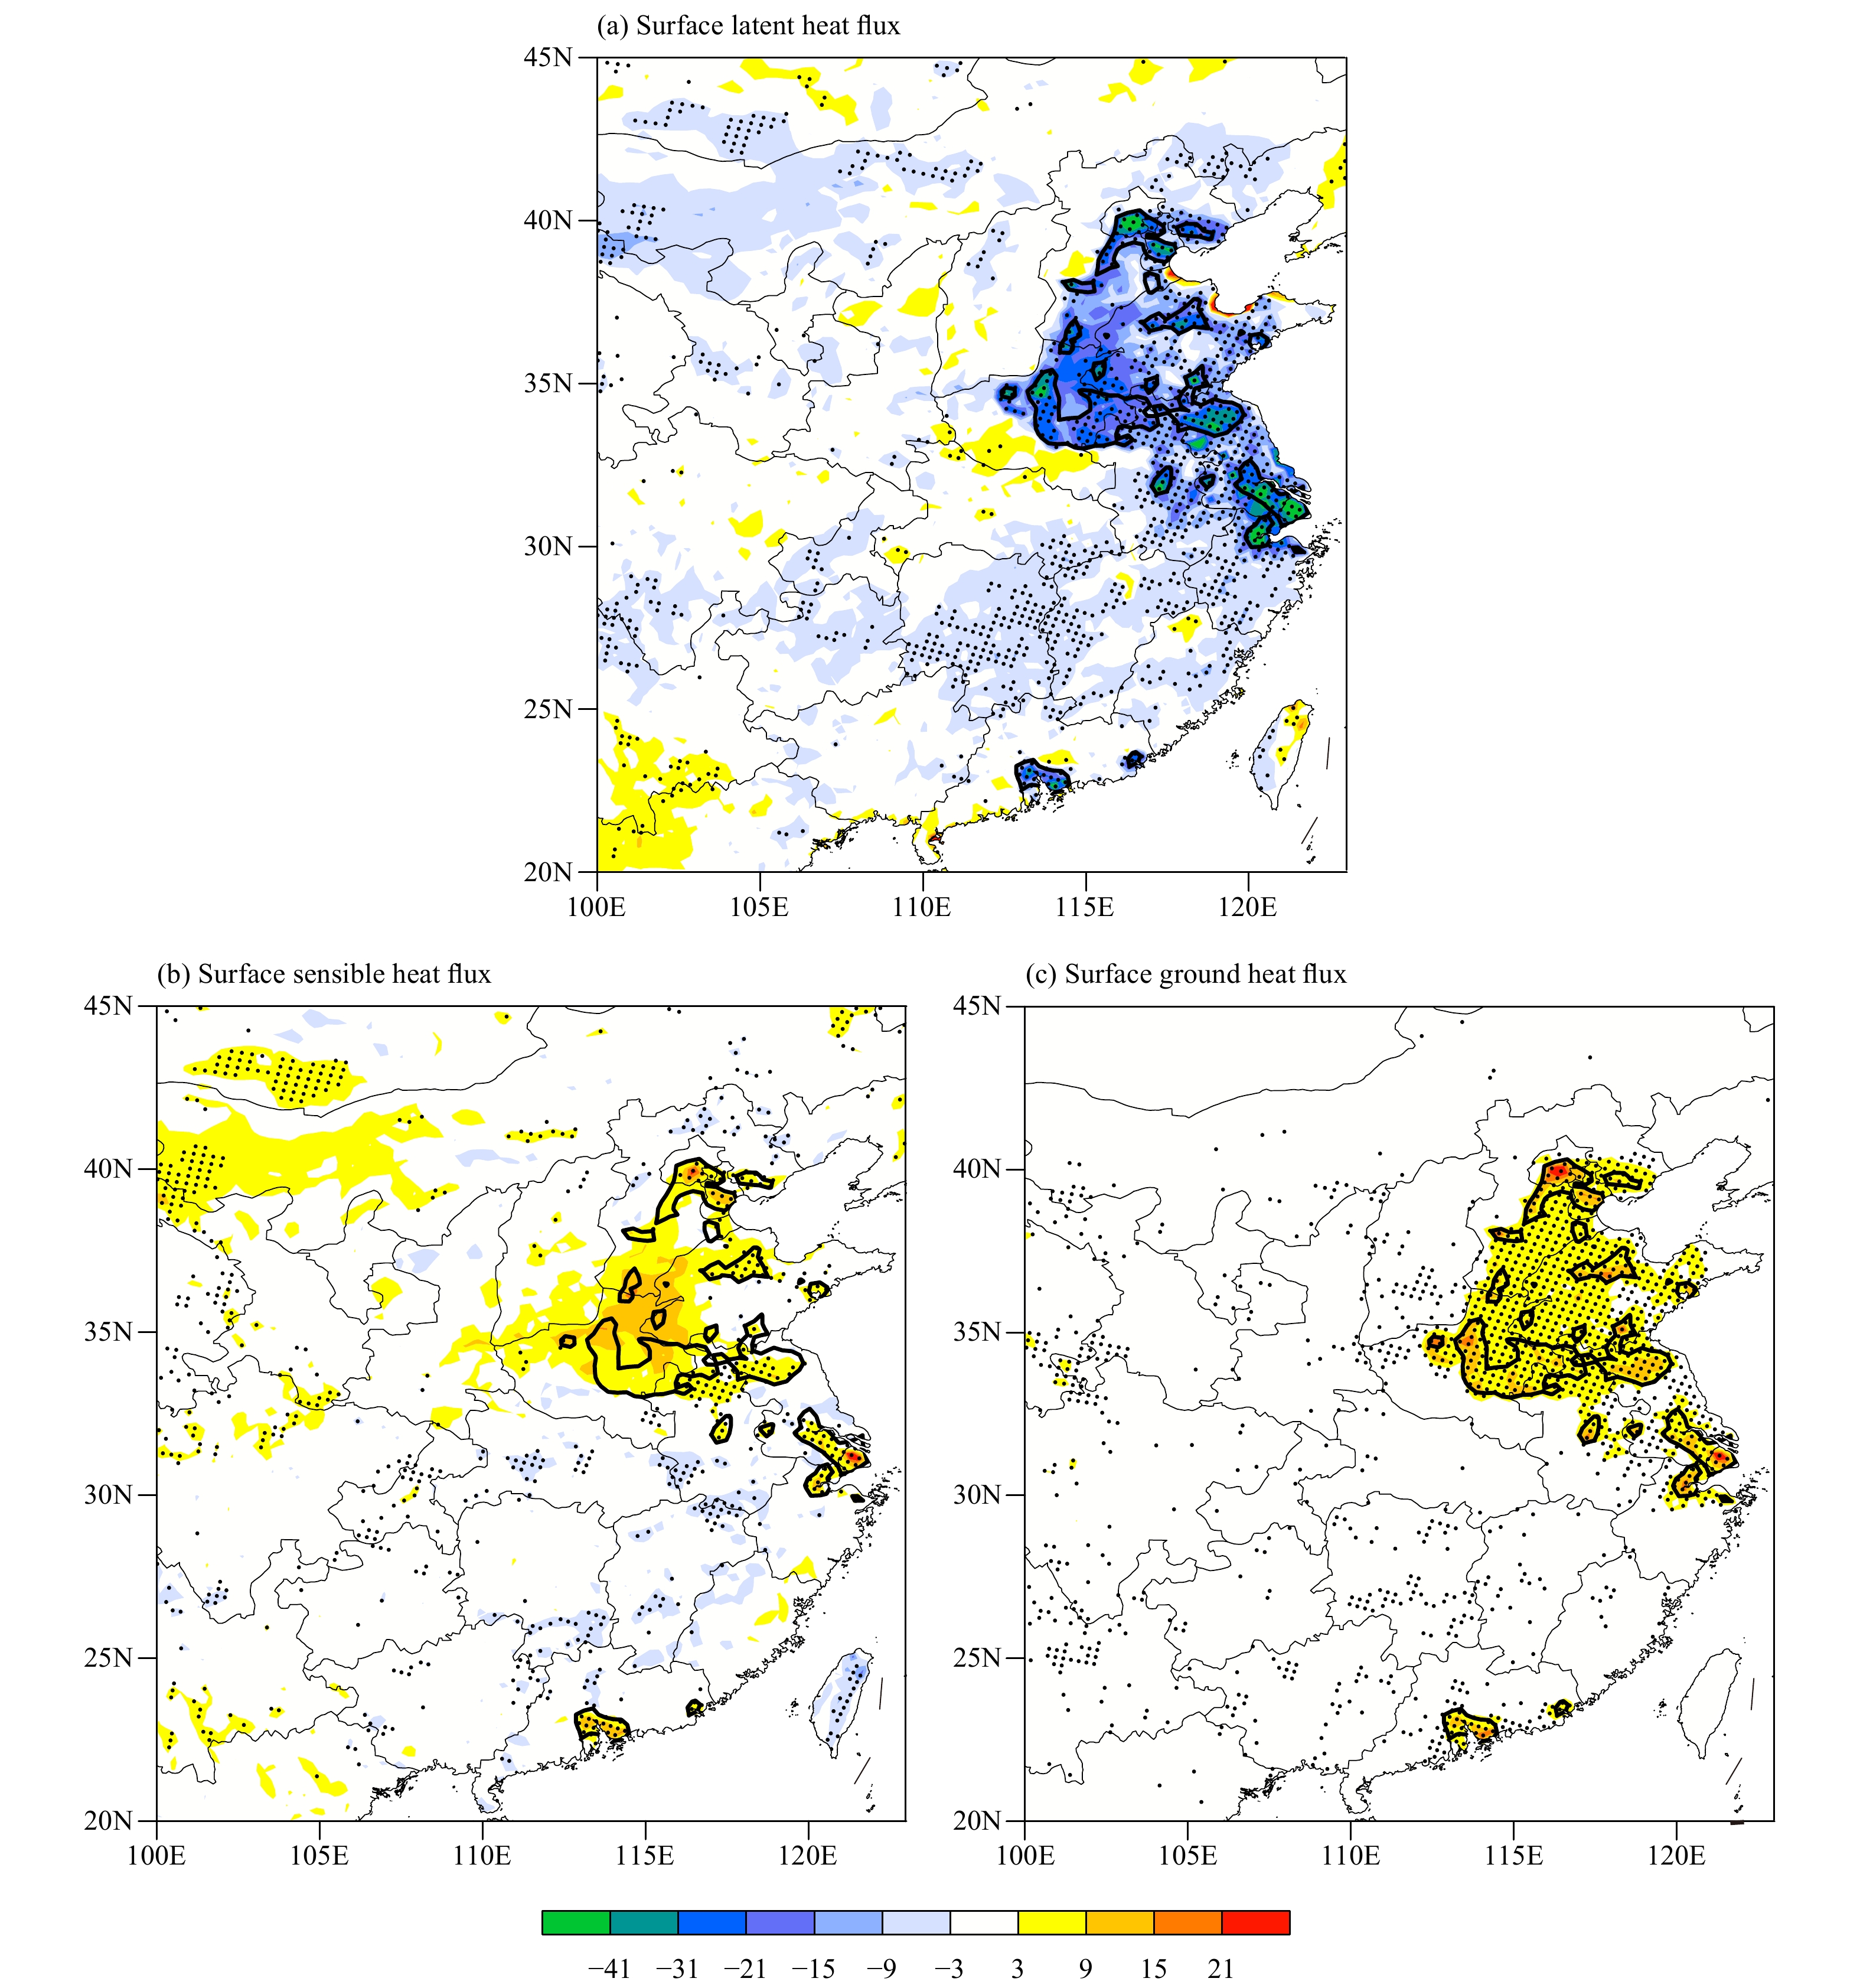 (a) Surface latent heat flux
45N
40N
35N
30N
25N
20N
100E 105E 110E 115E 120E
(b) Surface sensible heat flux
45N
40N
35N
30N
25N
20N
100E 105E 110E 115E 120E
(c) Surface ground heat flux
45N
40N
35N
30N
25N
20N
100E 105E 110E 115E 120E
−41 −31 −21 −15 −9 −3 3 9 15 21